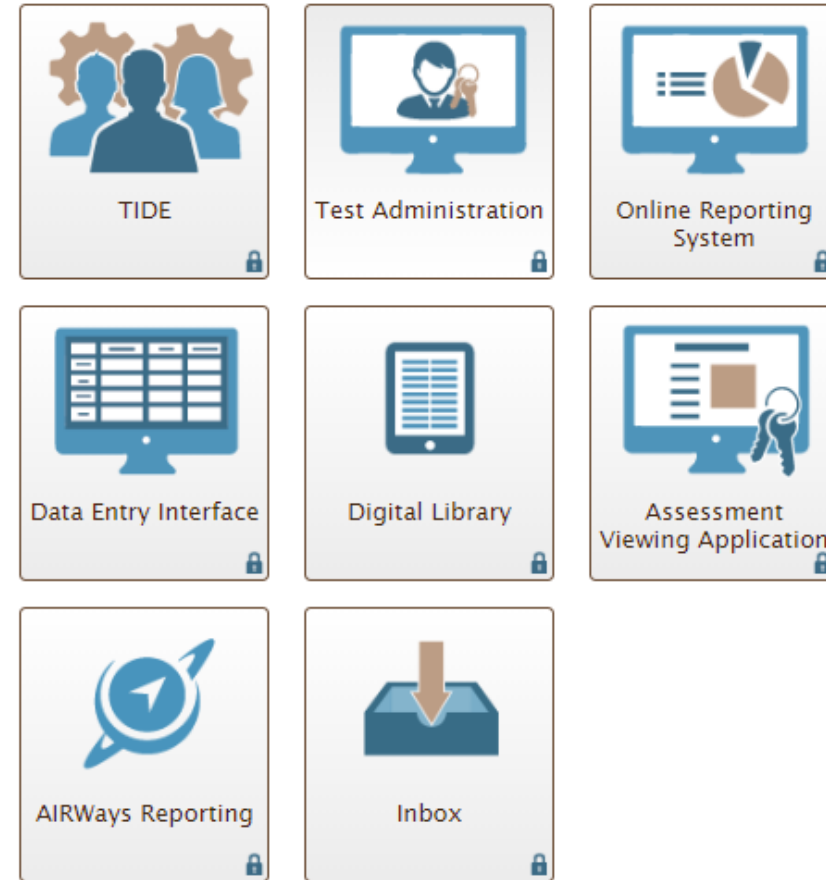 TIDE
Test Administration
Online Reporting
System
Data Entry Interface
Digital Library
Assessment
Viewing Application
AIRWays Reporting
Inbox